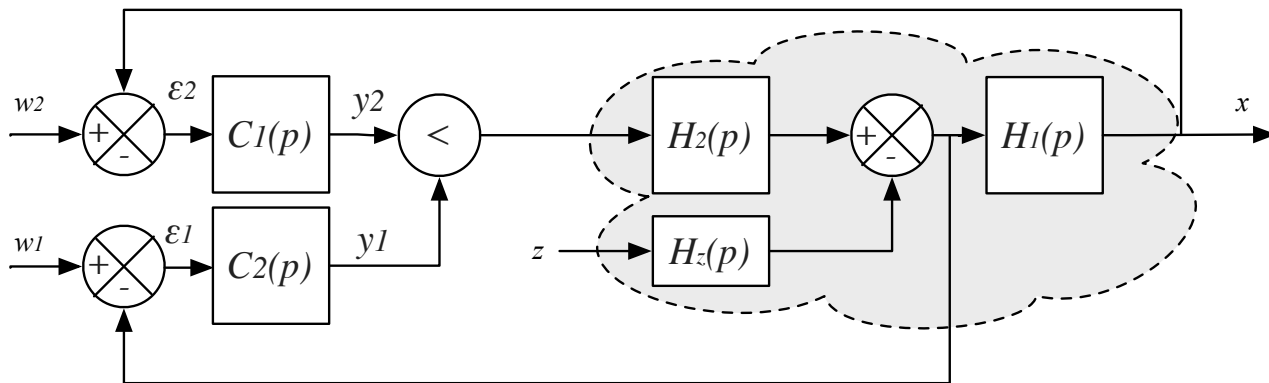 w2
+
-
ε2
C1(p)
y2
<
H2(p)
+
-
H1(p)
x
w1
+
-
ε1
C2(p)
y1
z
Hz(p)